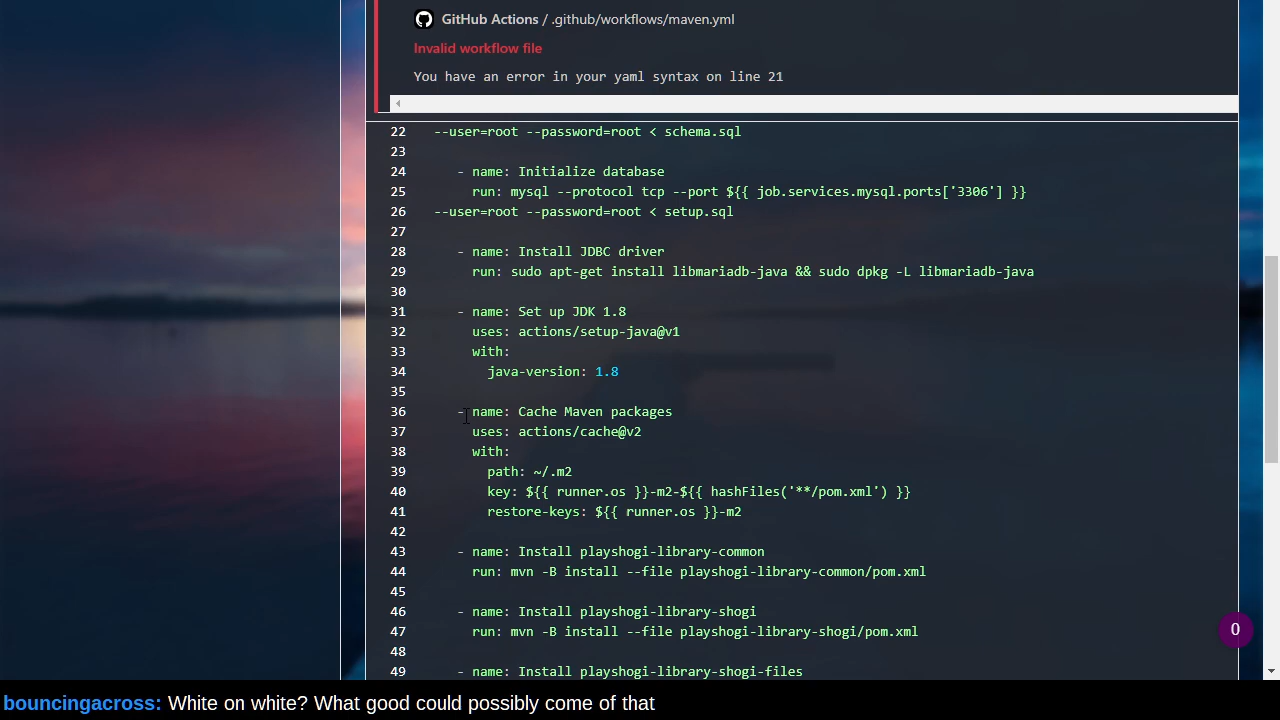 GitHub Actions / .github/workflows/maven.yml
Invalid workflow file
You have an error in your yaml syntax on line 21
22 --user=root --password=root < schema.sql
23
24 - name: Initialize database
25 run: mysql --protocol tcp --port ${{ job.services.mysql.ports['3306'] }}
26 --user=root --password=root < setup.sql
27
28 - name: Install JDBC driver
29 run: sudo apt-get install libmariadb-java && sudo dpkg -L libmariadb-java
30
31 - name: Set up JDK 1.8
32 uses: actions/setup-java@v1
33 with:
34 java-version: 1.8
35
36 - name: Cache Maven packages
37 uses: actions/cache@v2
38 with:
39 path: ~/.m2
40 key: ${{ runner.os }}-m2-${{ hashFiles('**/pom.xml') }}
41 restore-keys: ${{ runner.os }}-m2
42
43 - name: Install playshogi-library-common
44 run: mvn -B install --file playshogi-library-common/pom.xml
45
46 - name: Install playshogi-library-shogi
47 run: mvn -B install --file playshogi-library-shogi/pom.xml
48
49 - name: Install playshogi-library-shogi-files
0
bouncingacross: White on white? What good could possibly come of that